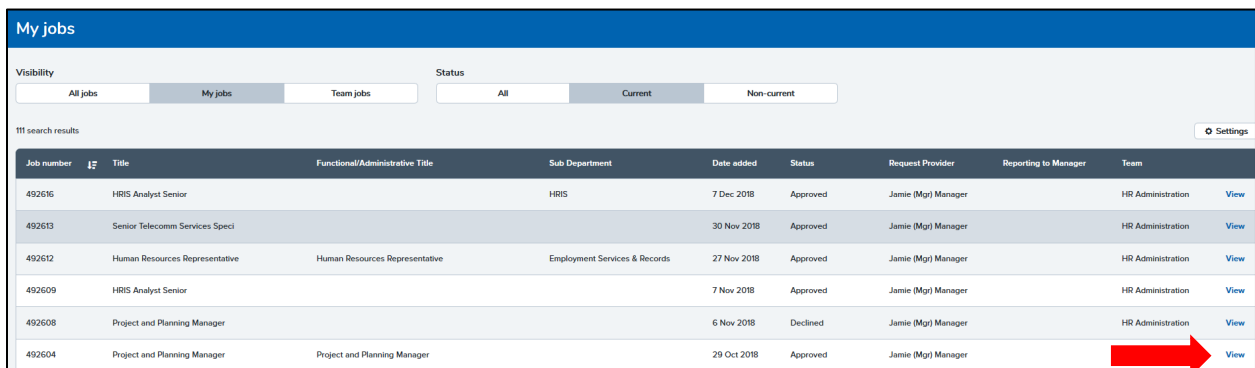 My jobs
Visibility Status
All jobs My jobs Team jobs All Current Non-current
111 search results Settings
Job number Title Functional/Administrative Title Sub Department Date added Status Request Provider Reporting to Manager Team
492616 HRIS Analyst Senior HRIS 7 Dec 2018 Approved Jamie (Mgr) Manager HR Administration View
492613 Senior Telecomm Services Speci 30 Nov 2018 Approved Jamie (Mgr) Manager HR Administration View
492612 Human Resources Representative Human Resources Representative Employment Services & Records 27 Nov 2018 Approved Jamie (Mgr) Manager HR Administration View
492609 HRIS Analyst Senior 7 Nov 2018 Approved Jamie (Mgr) Manager HR Administration View
492608 Project and Planning Manager 6 Nov 2018 Declined Jamie (Mgr) Manager HR Administration View
492604 Project and Planning Manager Project and Planning Manager 29 Oct 2018 Approved Jamie (Mgr) Manager View